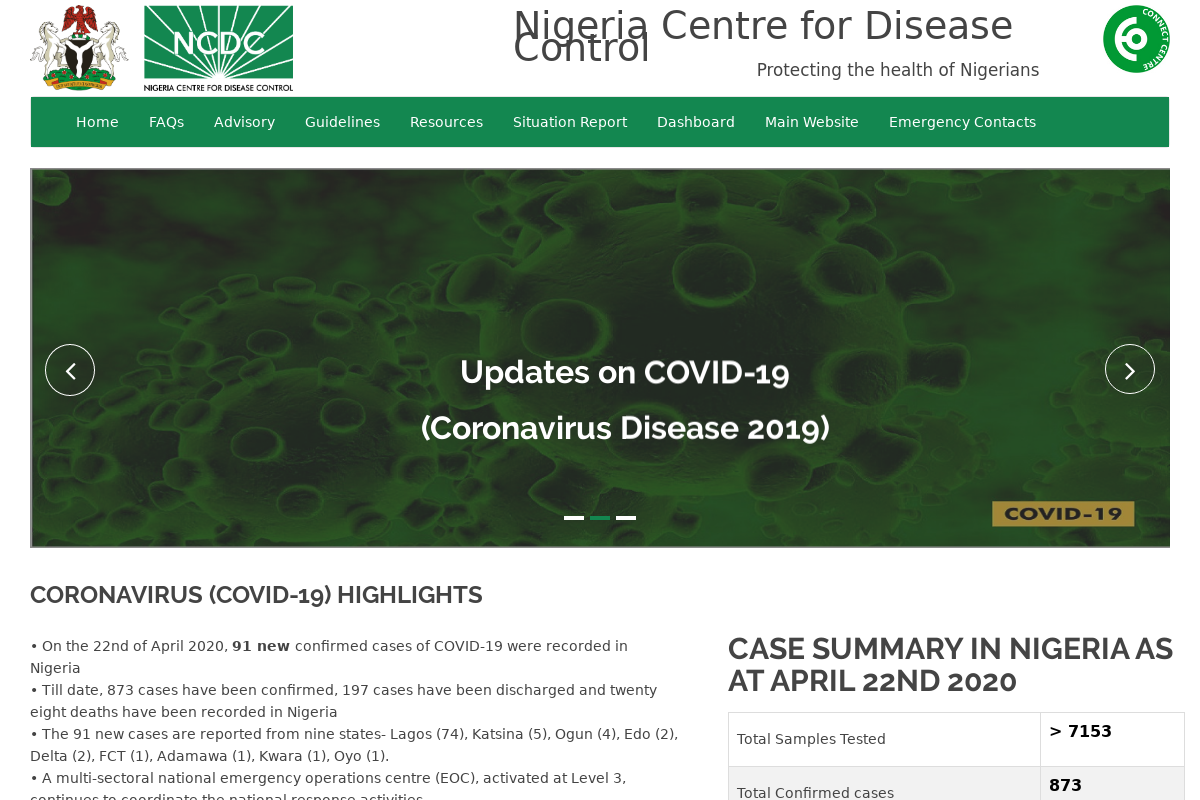 NCDC
NIGERIA CENTRE FOR DISEASE CONTROL
Nigeria Centre for Disease
Control
Protecting the health of Nigerians
CONNECT CENTRE
Home FAQs Advisory Guidelines Resources Situation Report Dashboard Main Website Emergency Contacts
Updates on COVID-19
(Coronavirus Disease 2019)
COVID-19
CORONAVIRUS (COVID-19) HIGHLIGHTS
• On the 22nd of April 2020, 91 new confirmed cases of COVID-19 were recorded in
Nigeria
• Till date, 873 cases have been confirmed, 197 cases have been discharged and twenty
eight deaths have been recorded in Nigeria
• The 91 new cases are reported from nine states- Lagos (74), Katsina (5), Ogun (4), Edo (2),
Delta (2), FCT (1), Adamawa (1), Kwara (1), Oyo (1).
• A multi-sectoral national emergency operations centre (EOC), activated at Level 3,
continues to coordinate the national response activities
CASE SUMMARY IN NIGERIA AS
AT APRIL 22ND 2020
Total Samples Tested > 7153
Total Confirmed cases 873